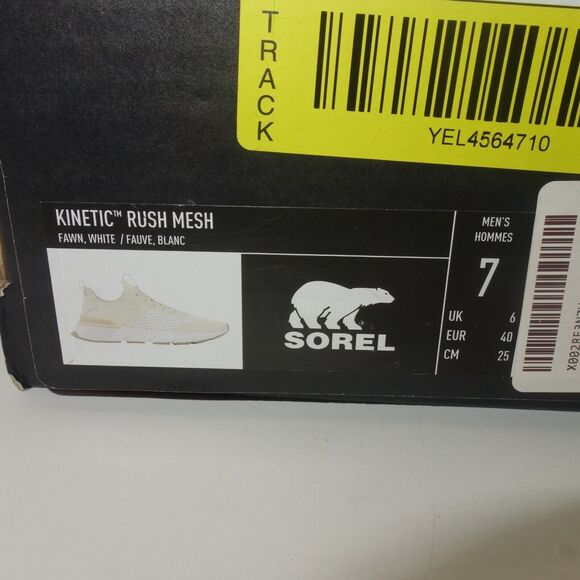 TRACK
YEL4564710
KINETIC™ RUSH MESH
FAWN, WHITE / FAUVE, BLANC
MEN'S
HOMMES
7
UK 6
EUR 40
CM 25
SOREL